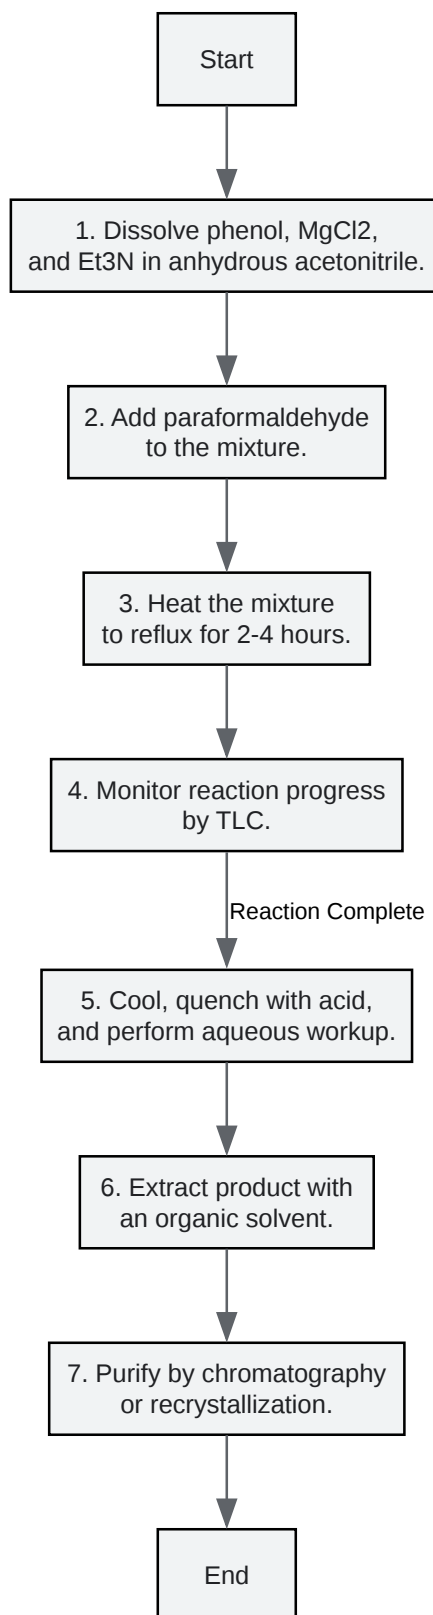 Start
1. Dissolve phenol, MgCl2,
and Et3N in anhydrous acetonitrile.
2. Add paraformaldehyde
to the mixture.
3. Heat the mixture
to reflux for 2-4 hours.
4. Monitor reaction progress
by TLC.
Reaction Complete
5. Cool, quench with acid,
and perform aqueous workup.
6. Extract product with
an organic solvent.
7. Purify by chromatography
or recrystallization.
End